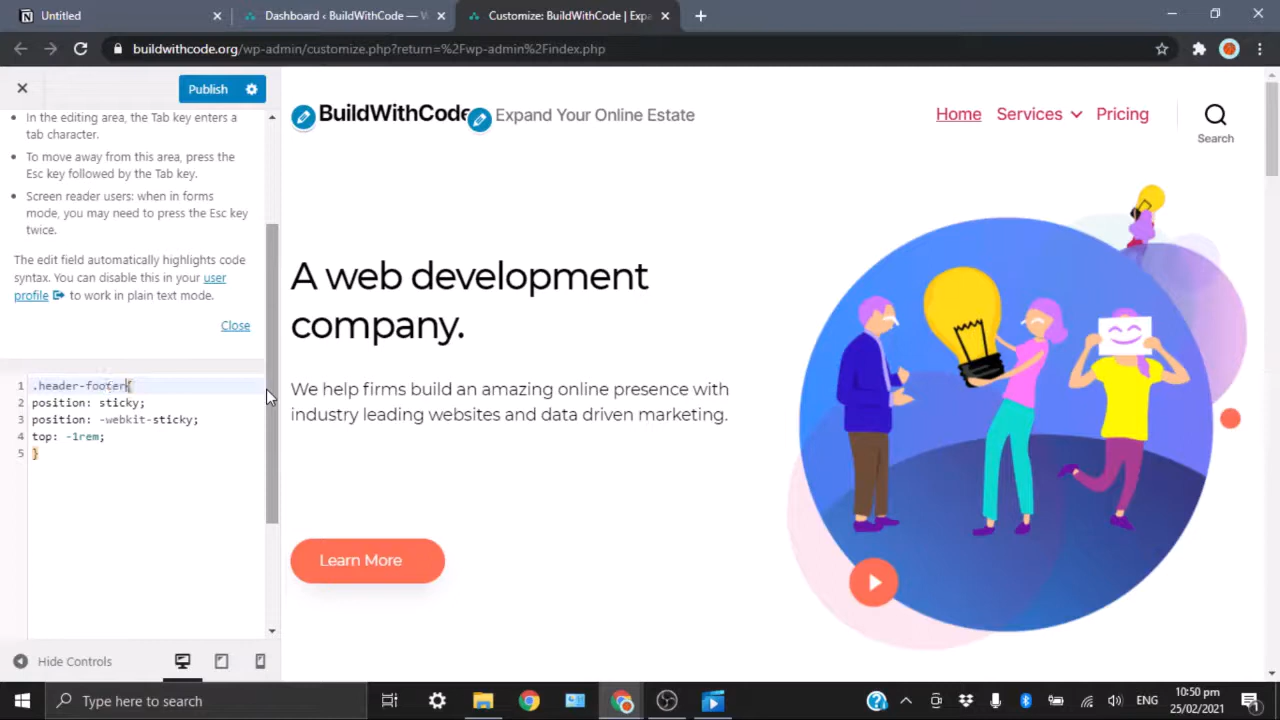 Untitled
Dashboard ‹ BuildWithCode — W
Customize: BuildWithCode | Expa
buildwithcode.org/wp-admin/customize.php?return=%2Fwp-admin%2Findex.php
Publish
In the editing area, the Tab key enters a
tab character.
To move away from this area, press the
Esc key followed by the Tab key.
Screen reader users: when in forms
mode, you may need to press the Esc key
twice.
The edit field automatically highlights code
syntax. You can disable this in your user
profile to work in plain text mode.
Close
1 .header-footer{
2 position: sticky;
3 position: -webkit-sticky;
4 top: -1rem;
5 }
Hide Controls
BuildWithCode
Expand Your Online Estate
Home Services Pricing
Search
A web development
company.
We help firms build an amazing online presence with
industry leading websites and data driven marketing.
Learn More
Type here to search
ENG
10:50 pm
25/02/2021
1